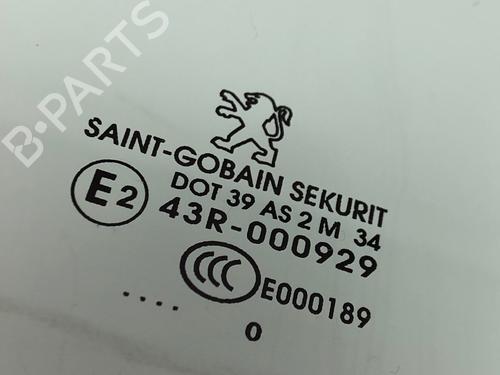 B-PARTS
SAINT-GOBAIN SEKURIT
E2
DOT 39 AS 2 M 34
43R-000929
CCC
E000189
....
0